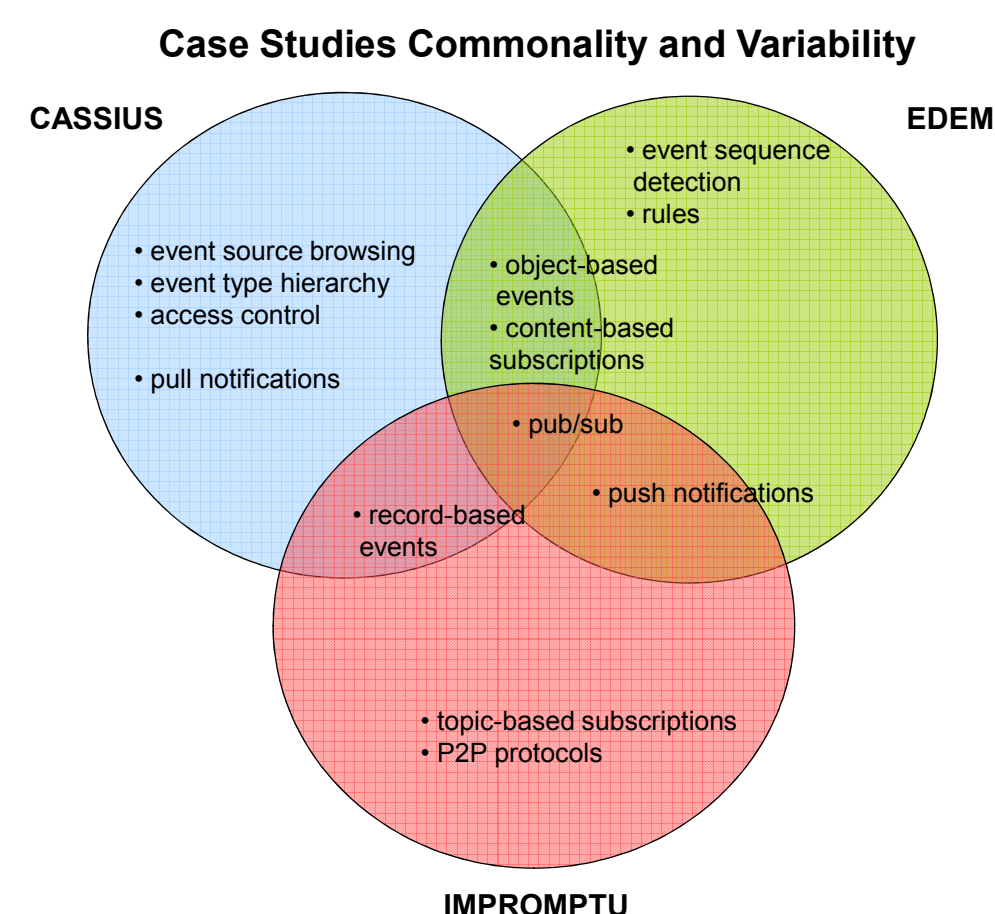 Case Studies Commonality and Variability
CASSIUS
EDEM
• event sequence
detection
• rules
• event source browsing
• event type hierarchy
• access control
• pull notifications
• object-based
events
• content-based
subscriptions
• pub/sub
• push notifications
• record-based
events
• topic-based subscriptions
• P2P protocols
IMPROMPTU